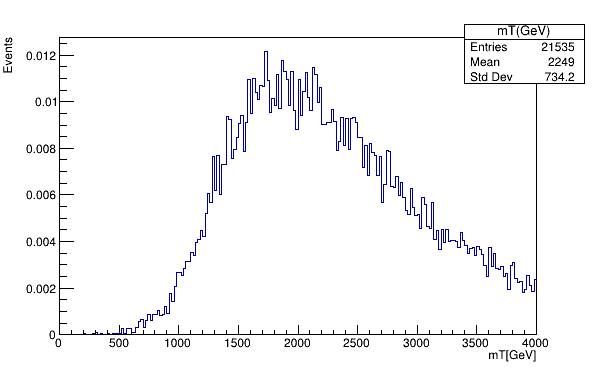 mT(GeV)
Entries 21535
Mean 2249
Std Dev 734.2
Events
0.012
0.01
0.008
0.006
0.004
0.002
0
0 500 1000 1500 2000 2500 3000 3500 4000
mT[GeV]